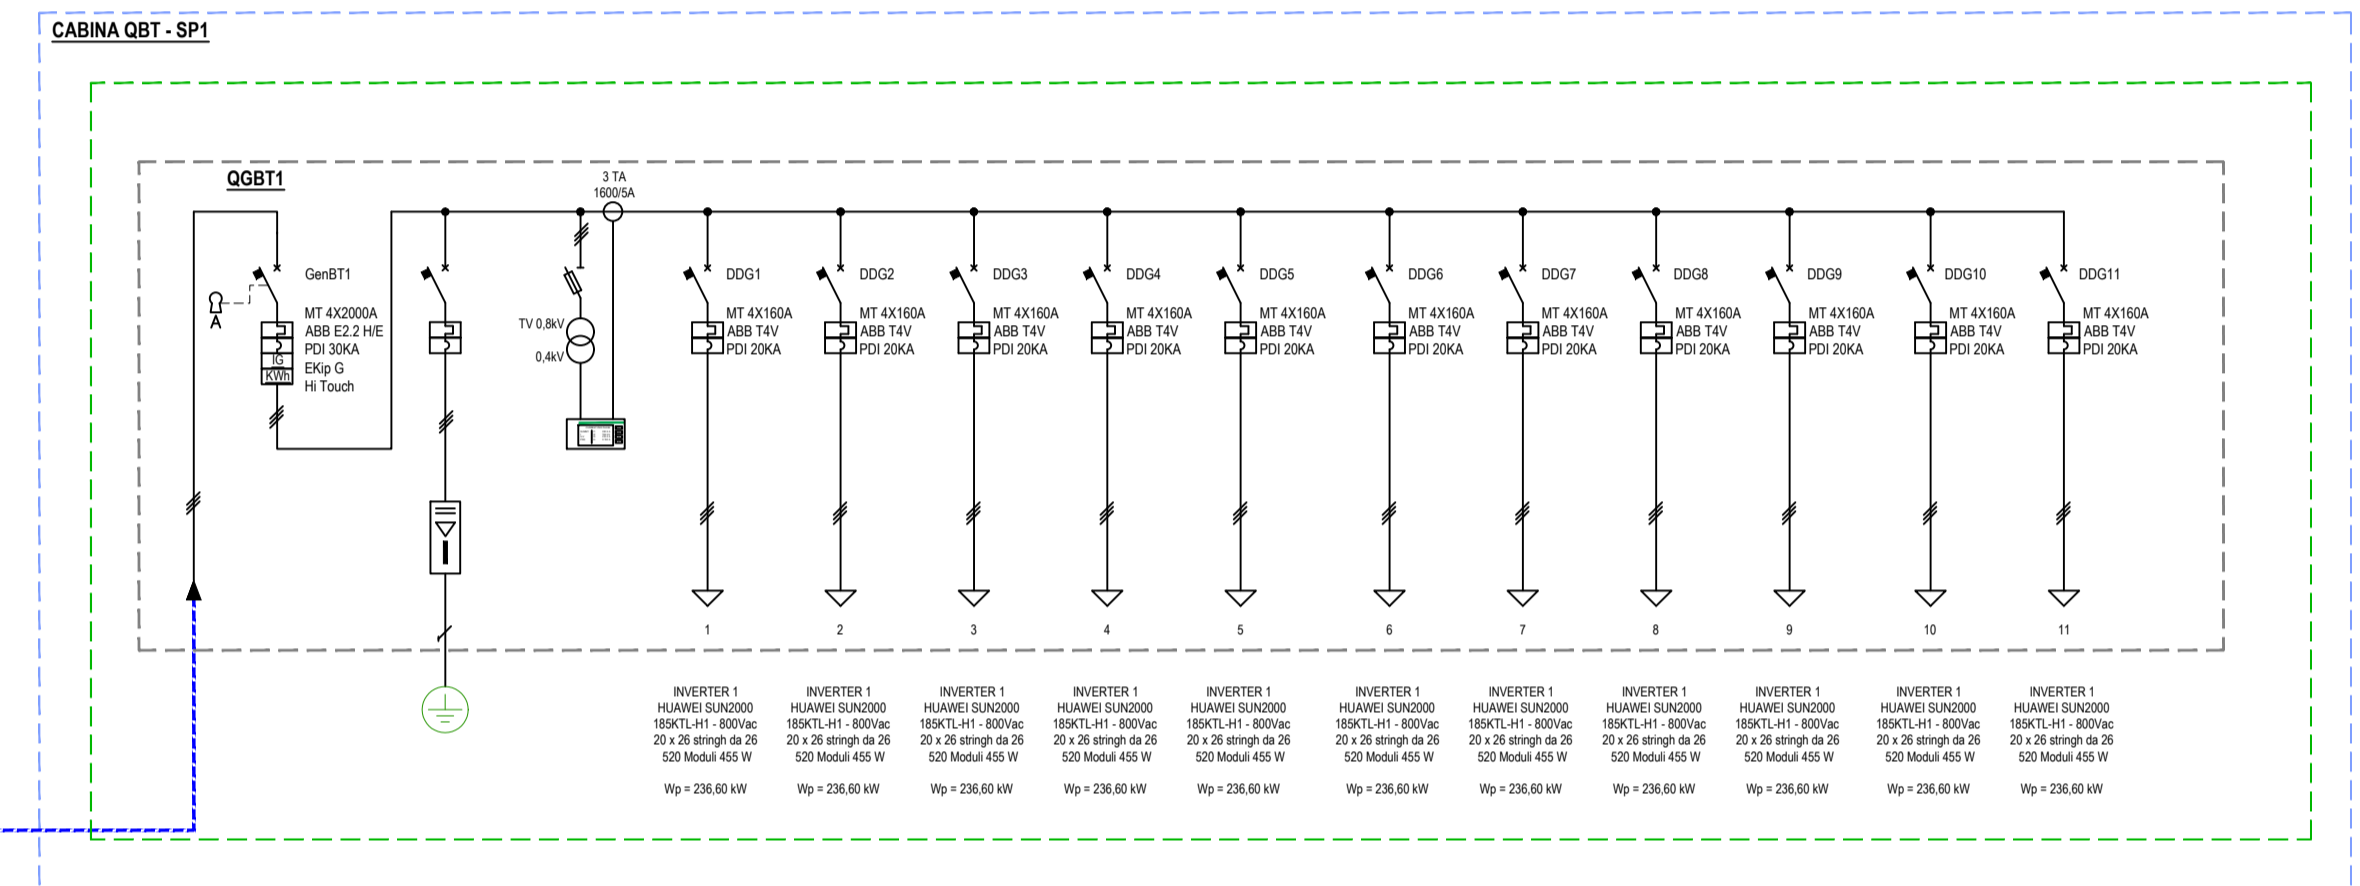 CABINA QBT - SP1
QGBT1
3 TA
1600/5A
GenBT1
MT 4X2000A
ABB E2.2 H/E
PDI 30KA
EKip G
Hi Touch
IG
KWh
A
TV 0,8kV
0,4kV
DDG1
MT 4X160A
ABB T4V
PDI 20KA
DDG2
MT 4X160A
ABB T4V
PDI 20KA
DDG3
MT 4X160A
ABB T4V
PDI 20KA
DDG4
MT 4X160A
ABB T4V
PDI 20KA
DDG5
MT 4X160A
ABB T4V
PDI 20KA
DDG6
MT 4X160A
ABB T4V
PDI 20KA
DDG7
MT 4X160A
ABB T4V
PDI 20KA
DDG8
MT 4X160A
ABB T4V
PDI 20KA
DDG9
MT 4X160A
ABB T4V
PDI 20KA
DDG10
MT 4X160A
ABB T4V
PDI 20KA
DDG11
MT 4X160A
ABB T4V
PDI 20KA
1
2
3
4
5
6
7
8
9
10
11
INVERTER 1
HUAWEI SUN2000
185KTL-H1 - 800Vac
20 x 26 stringh da 26
520 Moduli 455 W
Wp = 236,60 kW
INVERTER 1
HUAWEI SUN2000
185KTL-H1 - 800Vac
20 x 26 stringh da 26
520 Moduli 455 W
Wp = 236,60 kW
INVERTER 1
HUAWEI SUN2000
185KTL-H1 - 800Vac
20 x 26 stringh da 26
520 Moduli 455 W
Wp = 236,60 kW
INVERTER 1
HUAWEI SUN2000
185KTL-H1 - 800Vac
20 x 26 stringh da 26
520 Moduli 455 W
Wp = 236,60 kW
INVERTER 1
HUAWEI SUN2000
185KTL-H1 - 800Vac
20 x 26 stringh da 26
520 Moduli 455 W
Wp = 236,60 kW
INVERTER 1
HUAWEI SUN2000
185KTL-H1 - 800Vac
20 x 26 stringh da 26
520 Moduli 455 W
Wp = 236,60 kW
INVERTER 1
HUAWEI SUN2000
185KTL-H1 - 800Vac
20 x 26 stringh da 26
520 Moduli 455 W
Wp = 236,60 kW
INVERTER 1
HUAWEI SUN2000
185KTL-H1 - 800Vac
20 x 26 stringh da 26
520 Moduli 455 W
Wp = 236,60 kW
INVERTER 1
HUAWEI SUN2000
185KTL-H1 - 800Vac
20 x 26 stringh da 26
520 Moduli 455 W
Wp = 236,60 kW
INVERTER 1
HUAWEI SUN2000
185KTL-H1 - 800Vac
20 x 26 stringh da 26
520 Moduli 455 W
Wp = 236,60 kW
INVERTER 1
HUAWEI SUN2000
185KTL-H1 - 800Vac
20 x 26 stringh da 26
520 Moduli 455 W
Wp = 236,60 kW